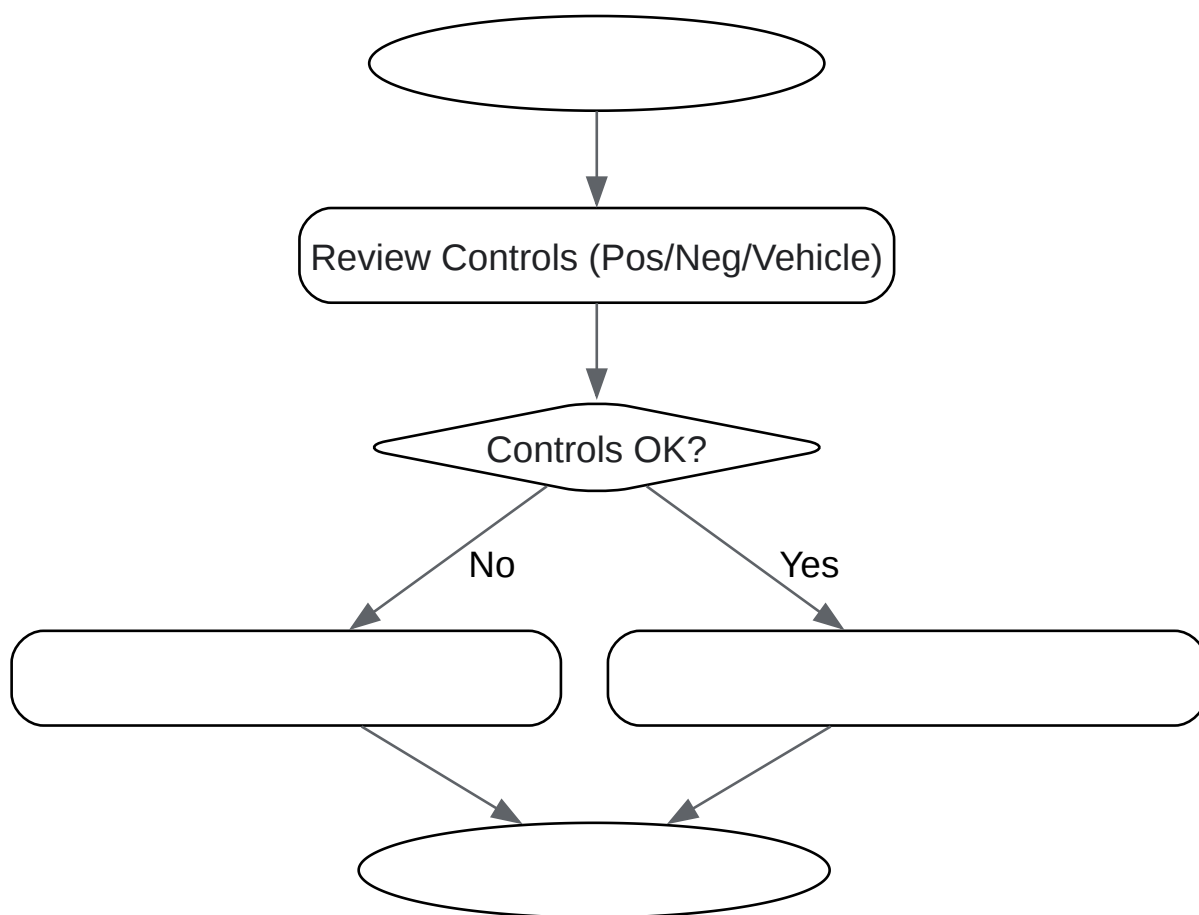 Review Controls (Pos/Neg/Vehicle)
Controls OK?
No
Yes